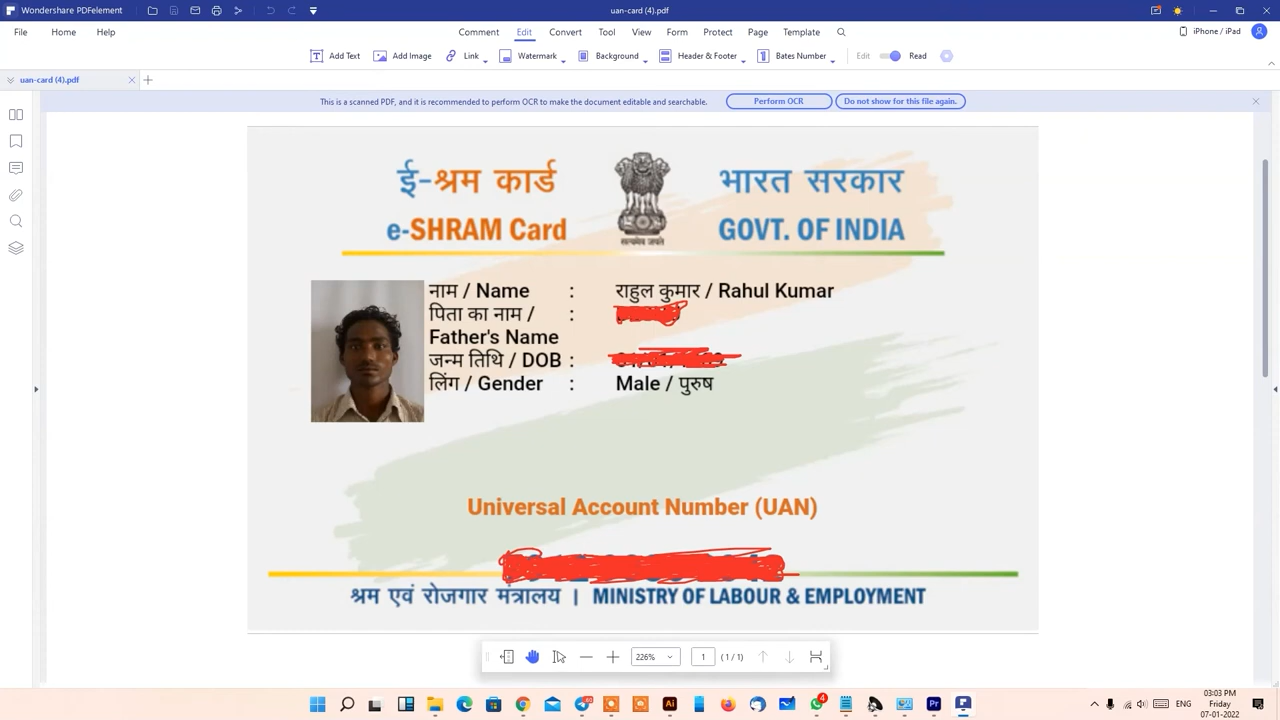 Wondershare PDFelement
uan-card (4).pdf
File Home Help Comment Edit Convert Tool View Form Protect Page Template iPhone / iPad
Add Text Add Image Link Watermark Background Header & Footer Bates Number Edit Read
uan-card (4).pdf
This is a scanned PDF, and it is recommended to perform OCR to make the document editable and searchable. Perform OCR Do not show for this file again.
ई-श्रम कार्ड भारत सरकार
e-SHRAM Card GOVT. OF INDIA
सत्यमेव जयते
नाम / Name : राहुल कुमार / Rahul Kumar
पिता का नाम / :
Father's Name
जन्म तिथि / DOB :
लिंग / Gender : Male / पुरुष
Universal Account Number (UAN)
श्रम एवं रोजगार मंत्रालय | MINISTRY OF LABOUR & EMPLOYMENT
226% 1 (1/1)
4
ENG
03:03 PM
Friday
07-01-2022